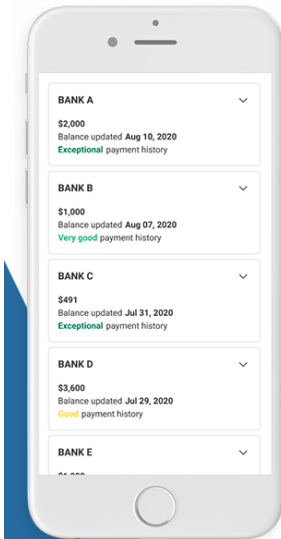 BANK A
$2,000
Balance updated Aug 10, 2020
Exceptional payment history
BANK B
$1,000
Balance updated Aug 07, 2020
Very good payment history
BANK C
$491
Balance updated Jul 31, 2020
Exceptional payment history
BANK D
$3,600
Balance updated Jul 29, 2020
Good payment history
BANK E